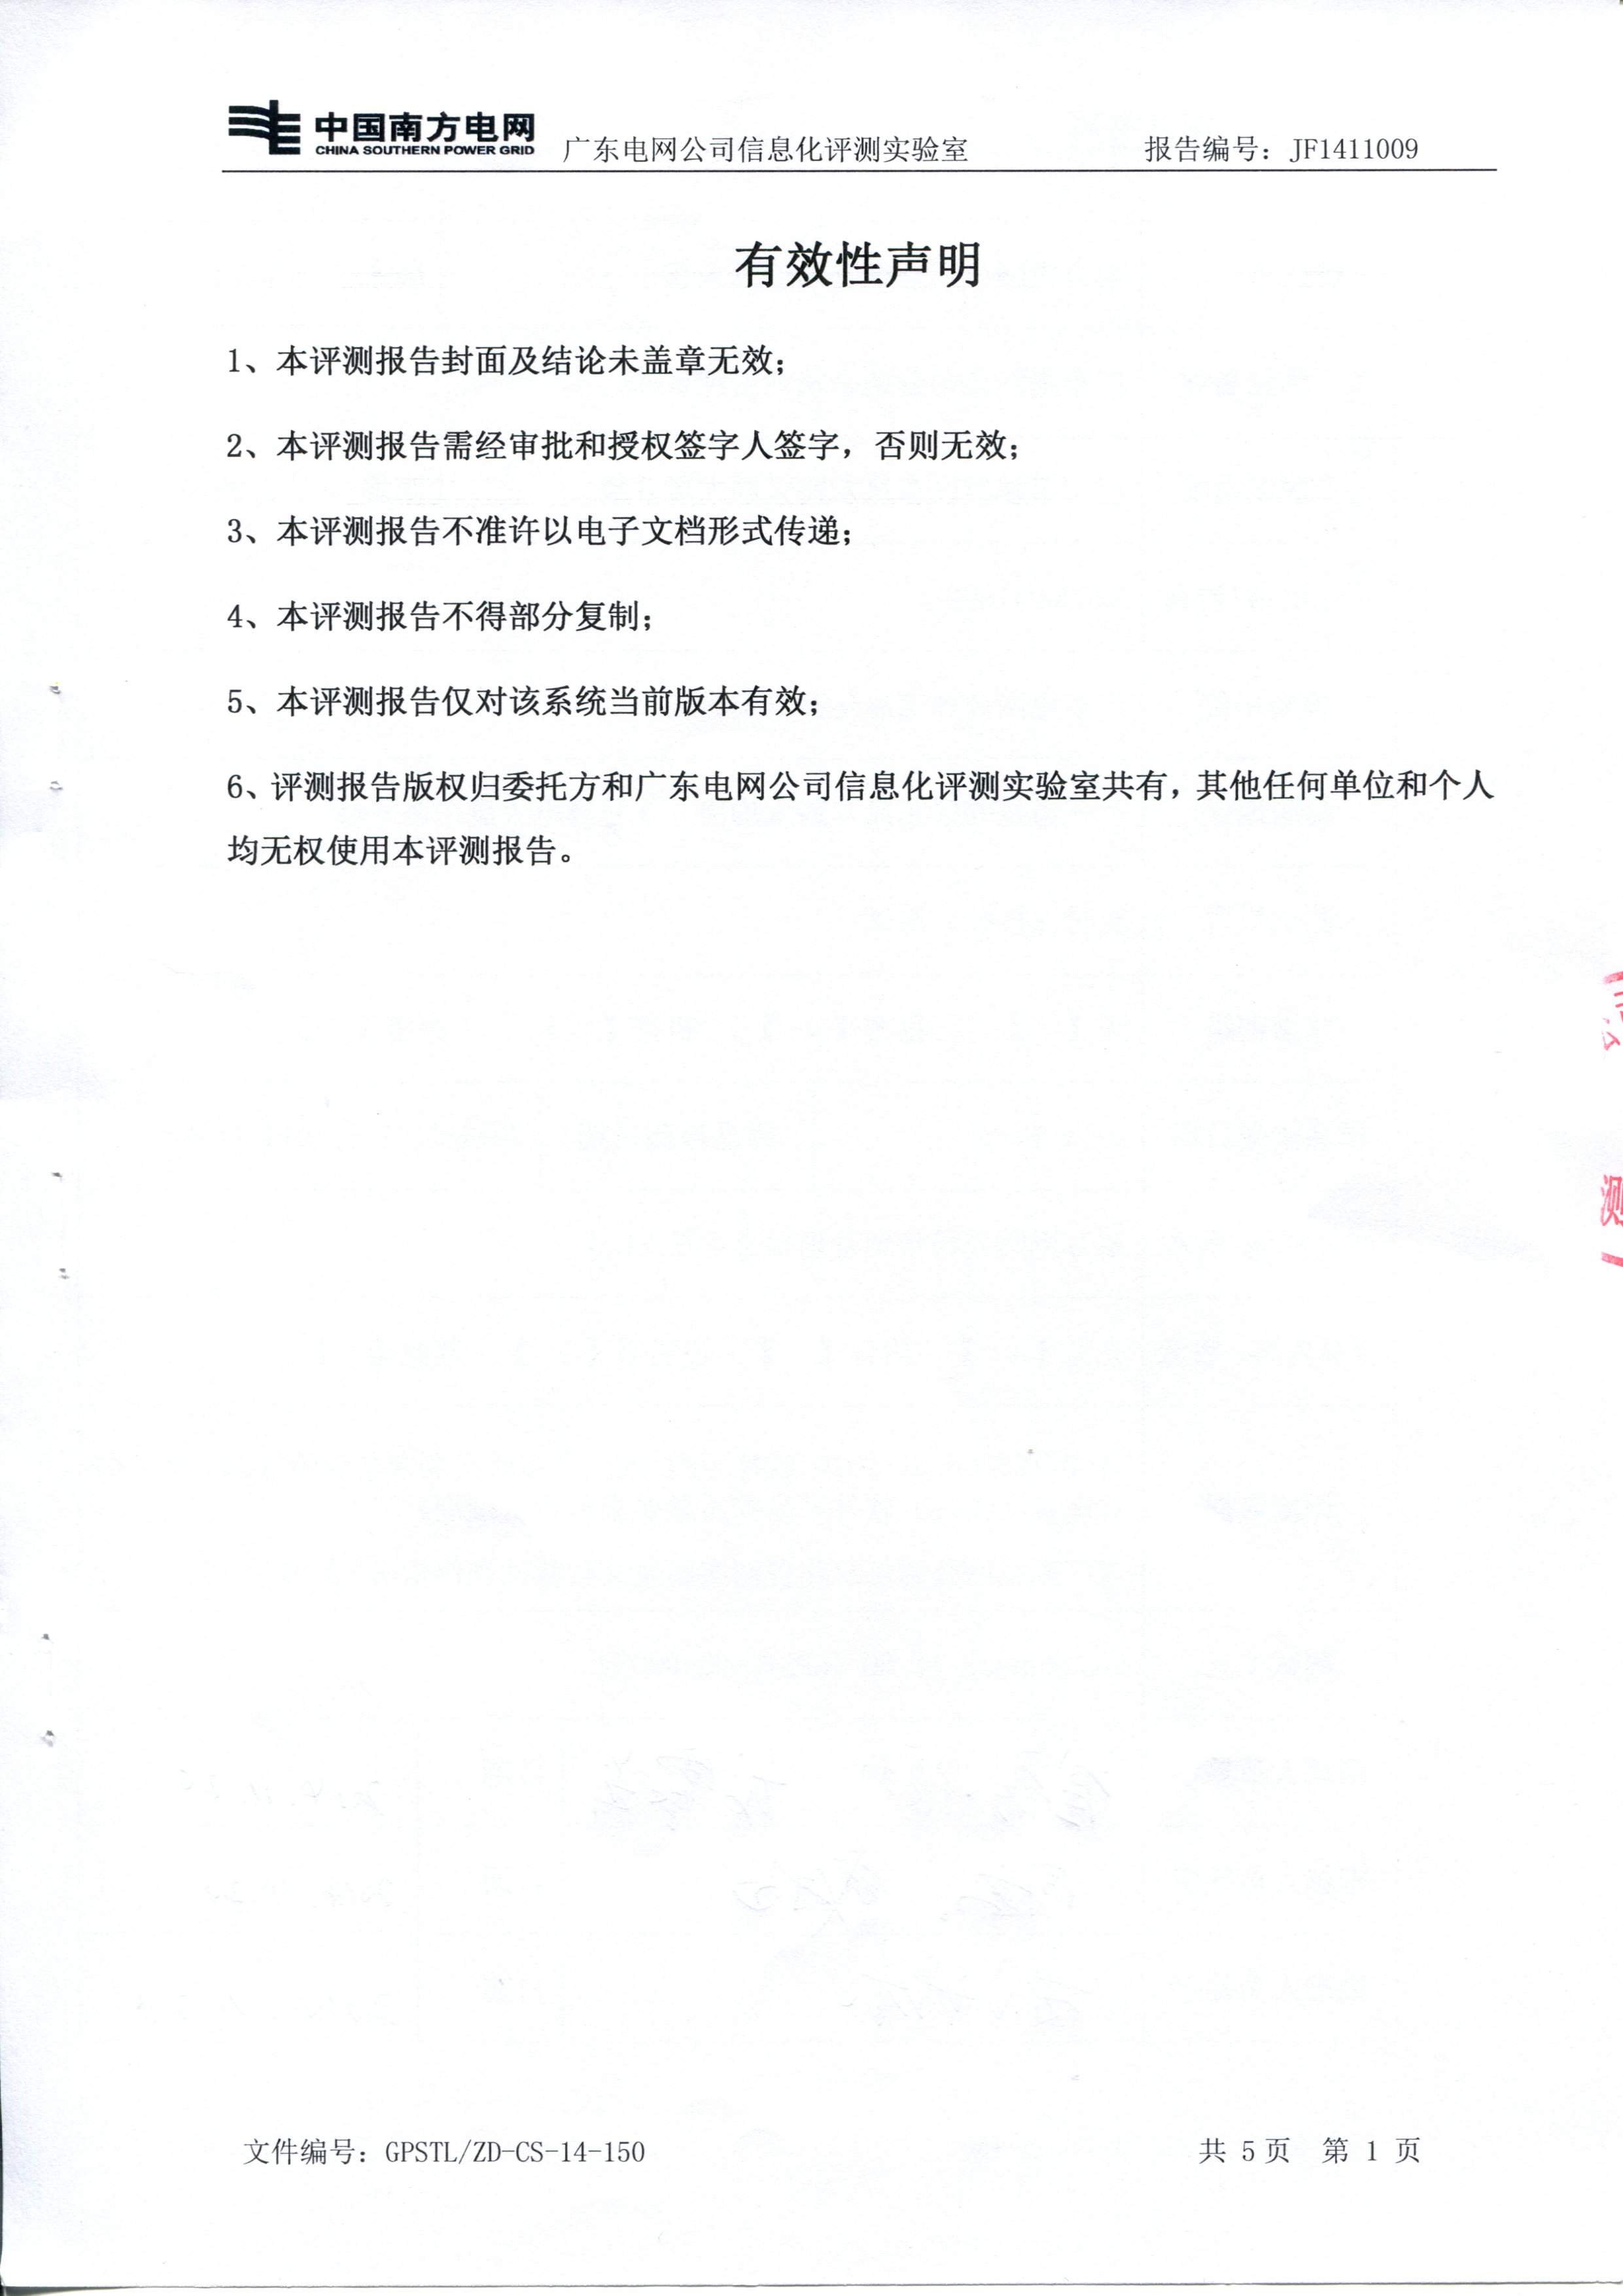 中国南方电网
CHINA SOUTHERN POWER GRID
广东电网公司信息化评测实验室 报告编号：JF1411009
有效性声明
1、本评测报告封面及结论未盖章无效；
2、本评测报告需经审批和授权签字人签字，否则无效；
3、本评测报告不准许以电子文档形式传递；
4、本评测报告不得部分复制；
5、本评测报告仅对该系统当前版本有效；
6、评测报告版权归委托方和广东电网公司信息化评测实验室共有，其他任何单位和个人
均无权使用本评测报告。
测
文件编号：GPSTL/ZD-CS-14-150 共 5 页 第 1 页